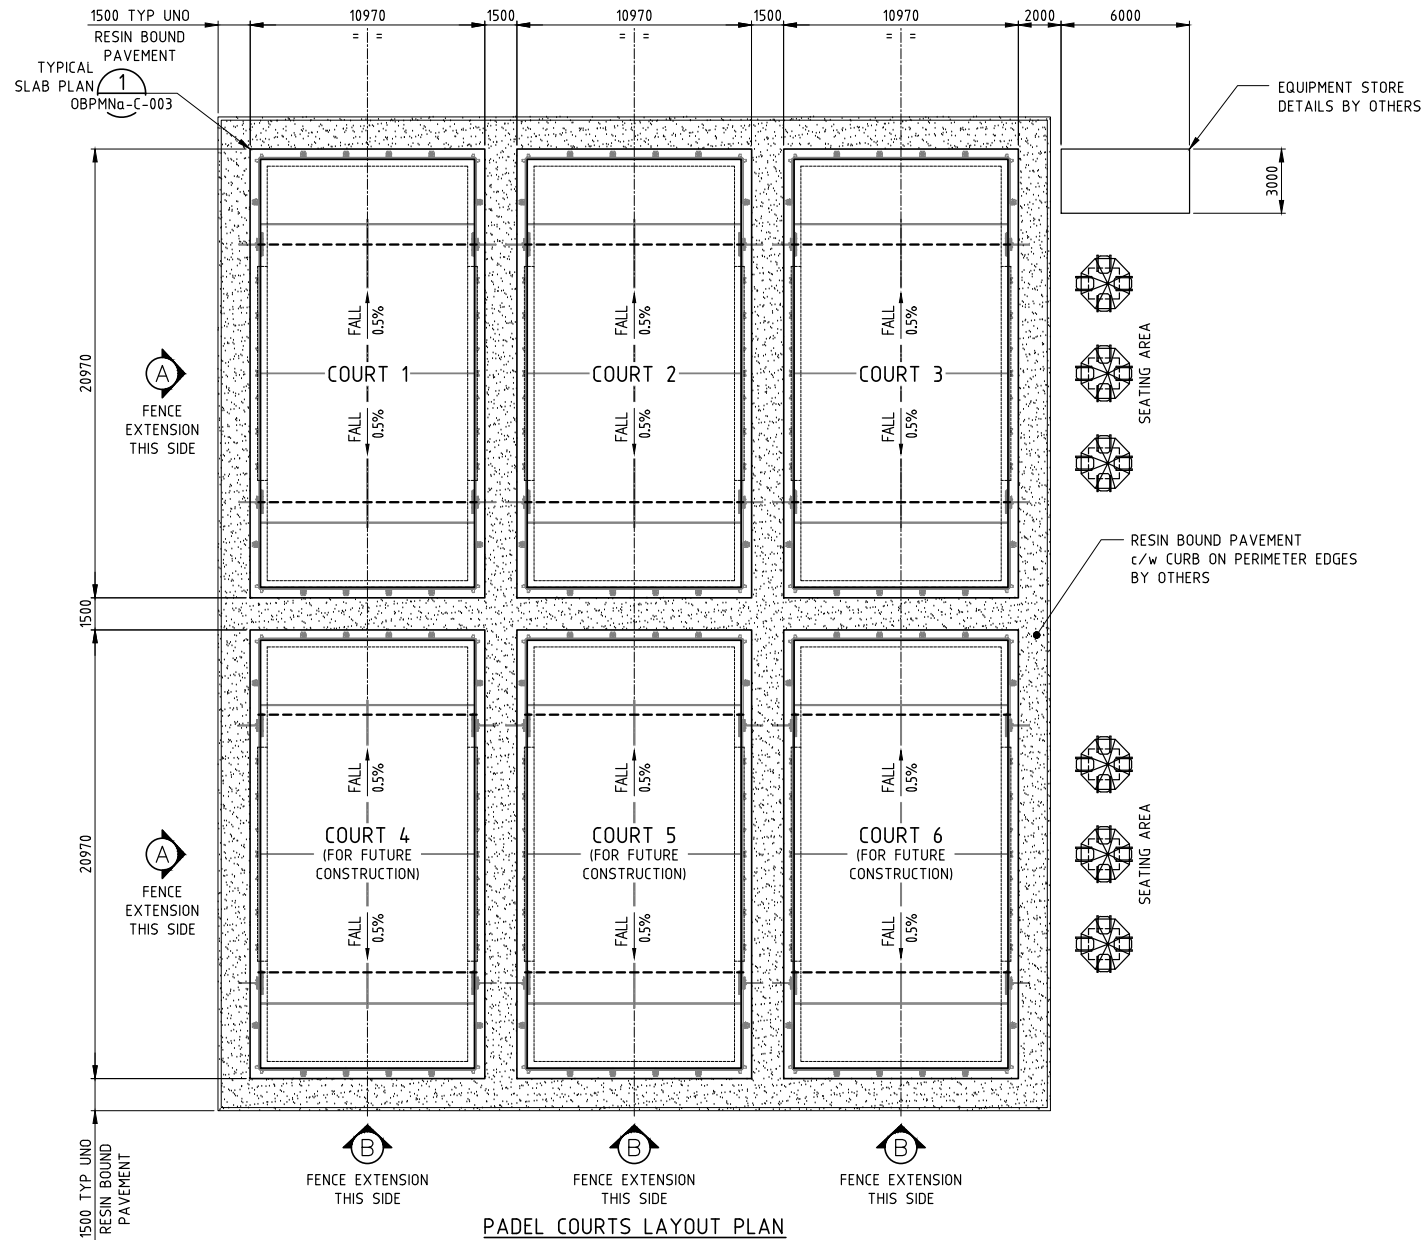 1500 TYP UNO
RESIN BOUND
PAVEMENT
10970
= =
1500
10970
= =
1500
10970
= =
2000
6000
TYPICAL
SLAB PLAN
1
OBPMNa-C-003
EQUIPMENT STORE
DETAILS BY OTHERS
3000
20970
FALL
0.5%
COURT 1
FALL
0.5%
FALL
0.5%
COURT 2
FALL
0.5%
FALL
0.5%
COURT 3
FALL
0.5%
A
FENCE
EXTENSION
THIS SIDE
SEATING AREA
RESIN BOUND PAVEMENT
c/w CURB ON PERIMETER EDGES
BY OTHERS
1500
20970
FALL
0.5%
COURT 4
(FOR FUTURE
CONSTRUCTION)
FALL
0.5%
FALL
0.5%
COURT 5
(FOR FUTURE
CONSTRUCTION)
FALL
0.5%
FALL
0.5%
COURT 6
(FOR FUTURE
CONSTRUCTION)
FALL
0.5%
A
FENCE
EXTENSION
THIS SIDE
SEATING AREA
1500 TYP UNO
RESIN BOUND
PAVEMENT
B
FENCE EXTENSION
THIS SIDE
B
FENCE EXTENSION
THIS SIDE
B
FENCE EXTENSION
THIS SIDE
PADEL COURTS LAYOUT PLAN